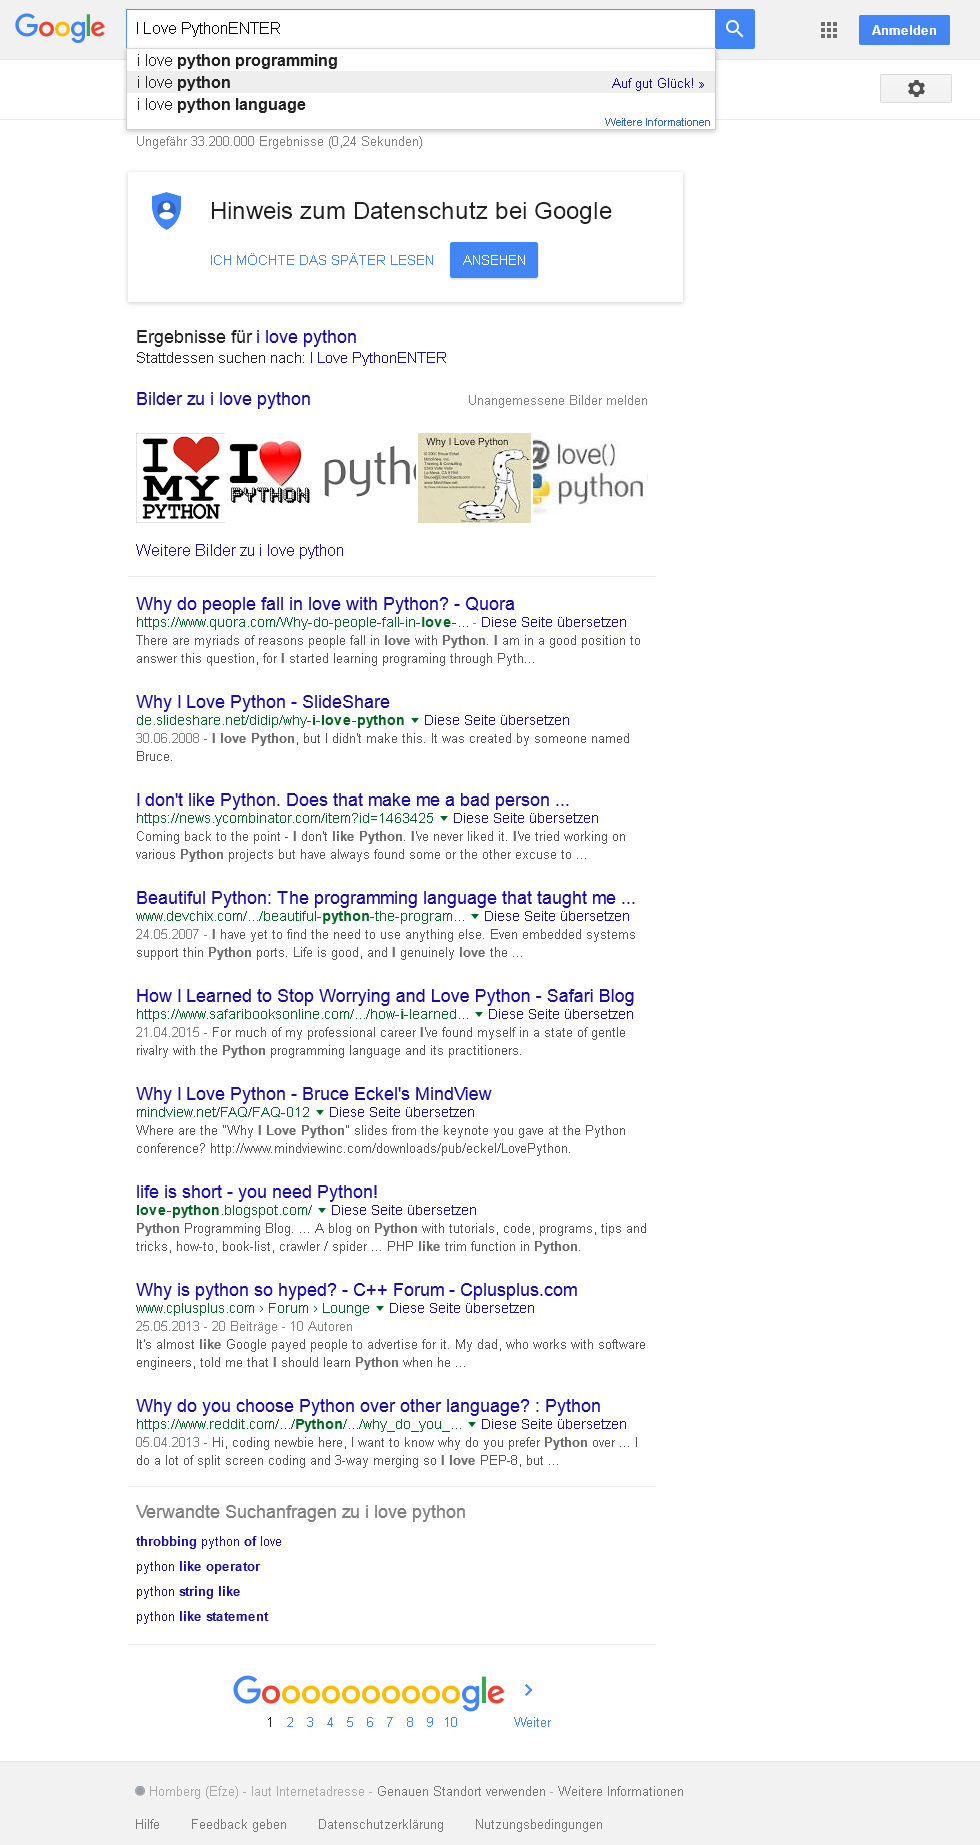 Google
I Love PythonENTER
Anmelden
i love python programming
i love python
Auf gut Glück! »
i love python language
Weitere Informationen
Ungefähr 33.200.000 Ergebnisse (0,24 Sekunden)
Hinweis zum Datenschutz bei Google
ICH MÖCHTE DAS SPÄTER LESEN
ANSEHEN
Ergebnisse für i love python
Stattdessen suchen nach: I Love PythonENTER
Bilder zu i love python
Unangemessene Bilder melden
I
MY
PYTHON
I
PYTHON
pyth
Why I Love Python
@ love()
python
Weitere Bilder zu i love python
Why do people fall in love with Python? - Quora
https://www.quora.com/Why-do-people-fall-in-love-... - Diese Seite übersetzen
There are myriads of reasons people fall in love with Python. I am in a good position to
answer this question, for I started learning programing through Pyth...
Why I Love Python - SlideShare
de.slideshare.net/didip/why-i-love-python Diese Seite übersetzen
30.06.2008 - I love Python, but I didn't make this. It was created by someone named
Bruce.
I don't like Python. Does that make me a bad person ...
https://news.ycombinator.com/item?id=1463425 Diese Seite übersetzen
Coming back to the point - I don't like Python. I've never liked it. I've tried working on
various Python projects but have always found some or the other excuse to ...
Beautiful Python: The programming language that taught me ...
www.devchix.com/.../beautiful-python-the-program... Diese Seite übersetzen
24.05.2007 - I have yet to find the need to use anything else. Even embedded systems
support thin Python ports. Life is good, and I genuinely love the ...
How I Learned to Stop Worrying and Love Python - Safari Blog
https://www.safaribooksonline.com/.../how-i-learned... Diese Seite übersetzen
21.04.2015 - For much of my professional career I've found myself in a state of gentle
rivalry with the Python programming language and its practitioners.
Why I Love Python - Bruce Eckel's MindView
mindview.net/FAQ/FAQ-012 Diese Seite übersetzen
Where are the "Why I Love Python" slides from the keynote you gave at the Python
conference? http://www.mindviewinc.com/downloads/pub/eckel/LovePython.
life is short - you need Python!
love-python.blogspot.com/ Diese Seite übersetzen
Python Programming Blog. ... A blog on Python with tutorials, code, programs, tips and
tricks, how-to, book-list, crawler / spider ... PHP like trim function in Python.
Why is python so hyped? - C++ Forum - Cplusplus.com
www.cplusplus.com › Forum › Lounge Diese Seite übersetzen
25.05.2013 - 20 Beiträge - 10 Autoren
It's almost like Google payed people to advertise for it. My dad, who works with software
engineers, told me that I should learn Python when he ...
Why do you choose Python over other language? : Python
https://www.reddit.com/.../Python/.../why_do_you_... Diese Seite übersetzen
05.04.2013 - Hi, coding newbie here, I want to know why do you prefer Python over ... I
do a lot of split screen coding and 3-way merging so I love PEP-8, but ...
Verwandte Suchanfragen zu i love python
throbbing python of love
python like operator
python string like
python like statement
Goooooooooogle
1 2 3 4 5 6 7 8 9 10 Weiter
Homberg (Efze) - laut Internetadresse - Genauen Standort verwenden - Weitere Informationen
Hilfe Feedback geben Datenschutzerklärung Nutzungsbedingungen